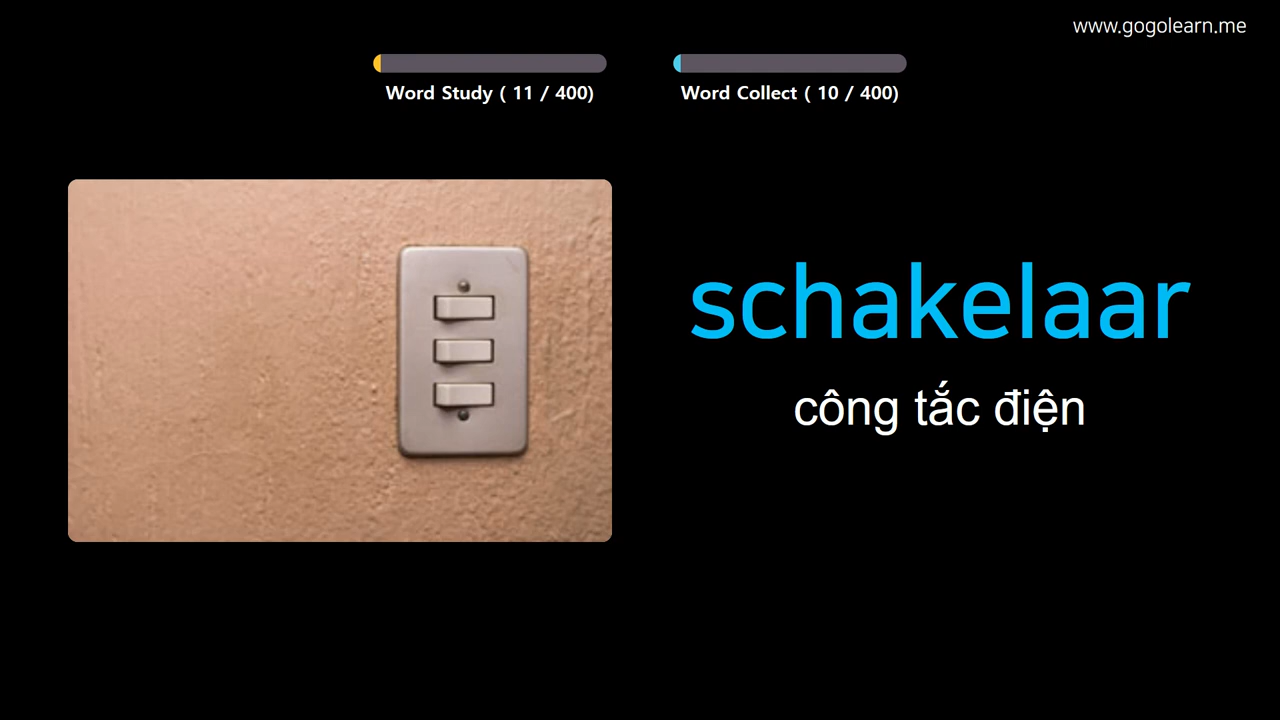 www.gogolearn.me
Word Study ( 11 / 400)
Word Collect ( 10 / 400)
schakelaar
công tắc điện